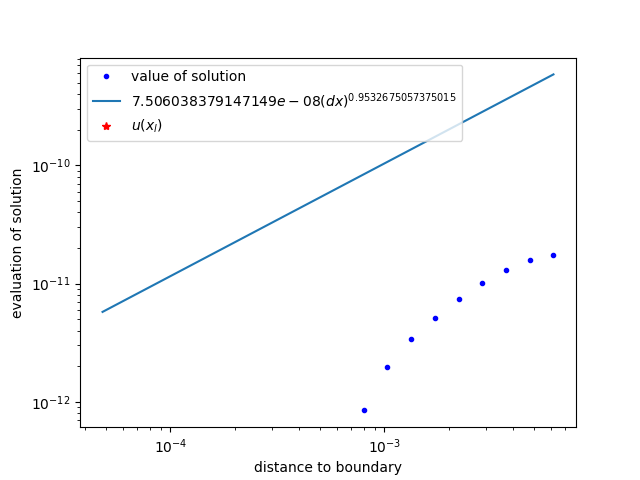 value of solution
7.506038379147149e − 08(dx)^0.9532675057375015
u(x_l)
10^−10
10^−11
10^−12
evaluation of solution
10^−4
10^−3
distance to boundary